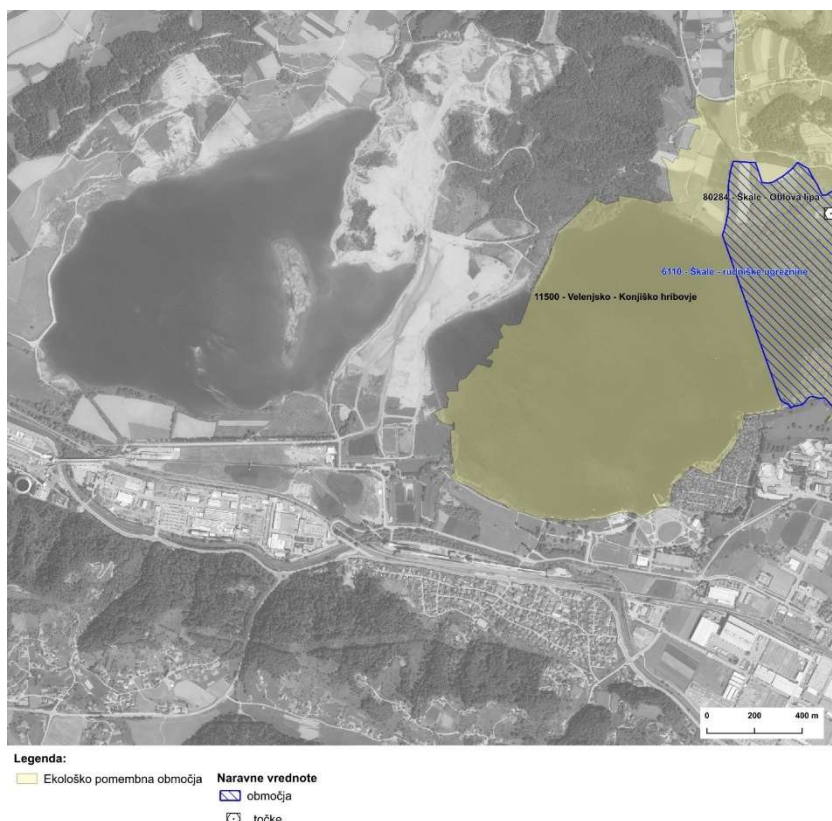 80284 - Škale - Oblova lipa
6110 - Škale - rudniške ugreznine
11500 - Velenjsko - Konjiško hribovje
0 200 400 m
Legenda:
Ekološko pomembna območja
Naravne vrednote
območja
točke